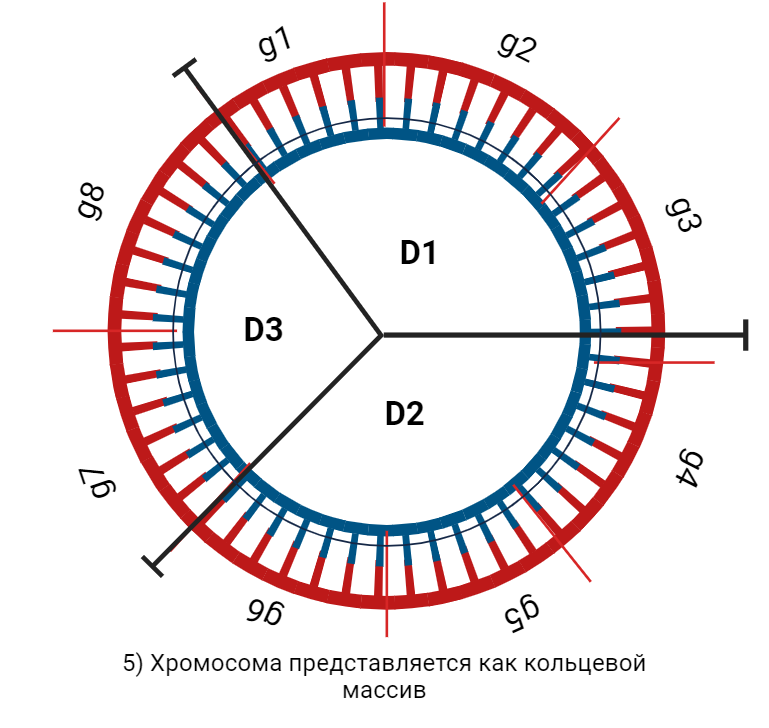 g1
g2
g8
g3
D1
D3
D2
g7
g4
g6
g5
5) Хромосома представляется как кольцевой
массив